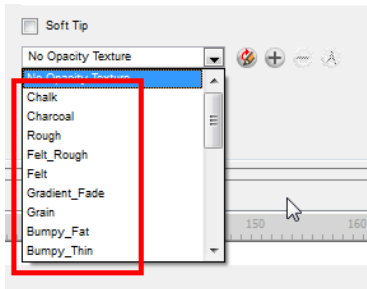 Soft Tip
No Opacity Texture
No Opacity Texture
Chalk
Charcoal
Rough
Felt_Rough
Felt
Gradient_Fade
Grain
Bumpy_Fat
Bumpy_Thin
150
160